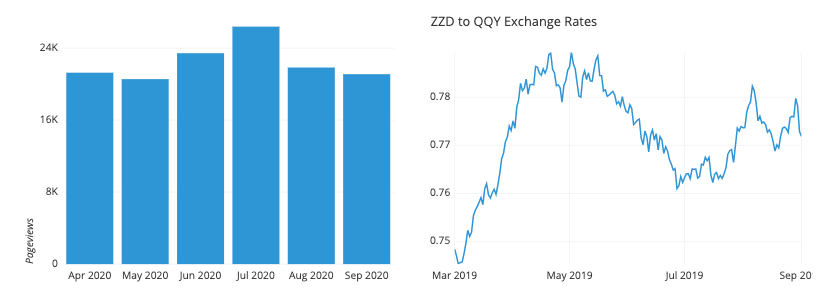 24K
16K
8K
0
Pageviews
Apr 2020 May 2020 Jun 2020 Jul 2020 Aug 2020 Sep 2020
ZZD to QQY Exchange Rates
0.78
0.77
0.76
0.75
Mar 2019 May 2019 Jul 2019 Sep 20